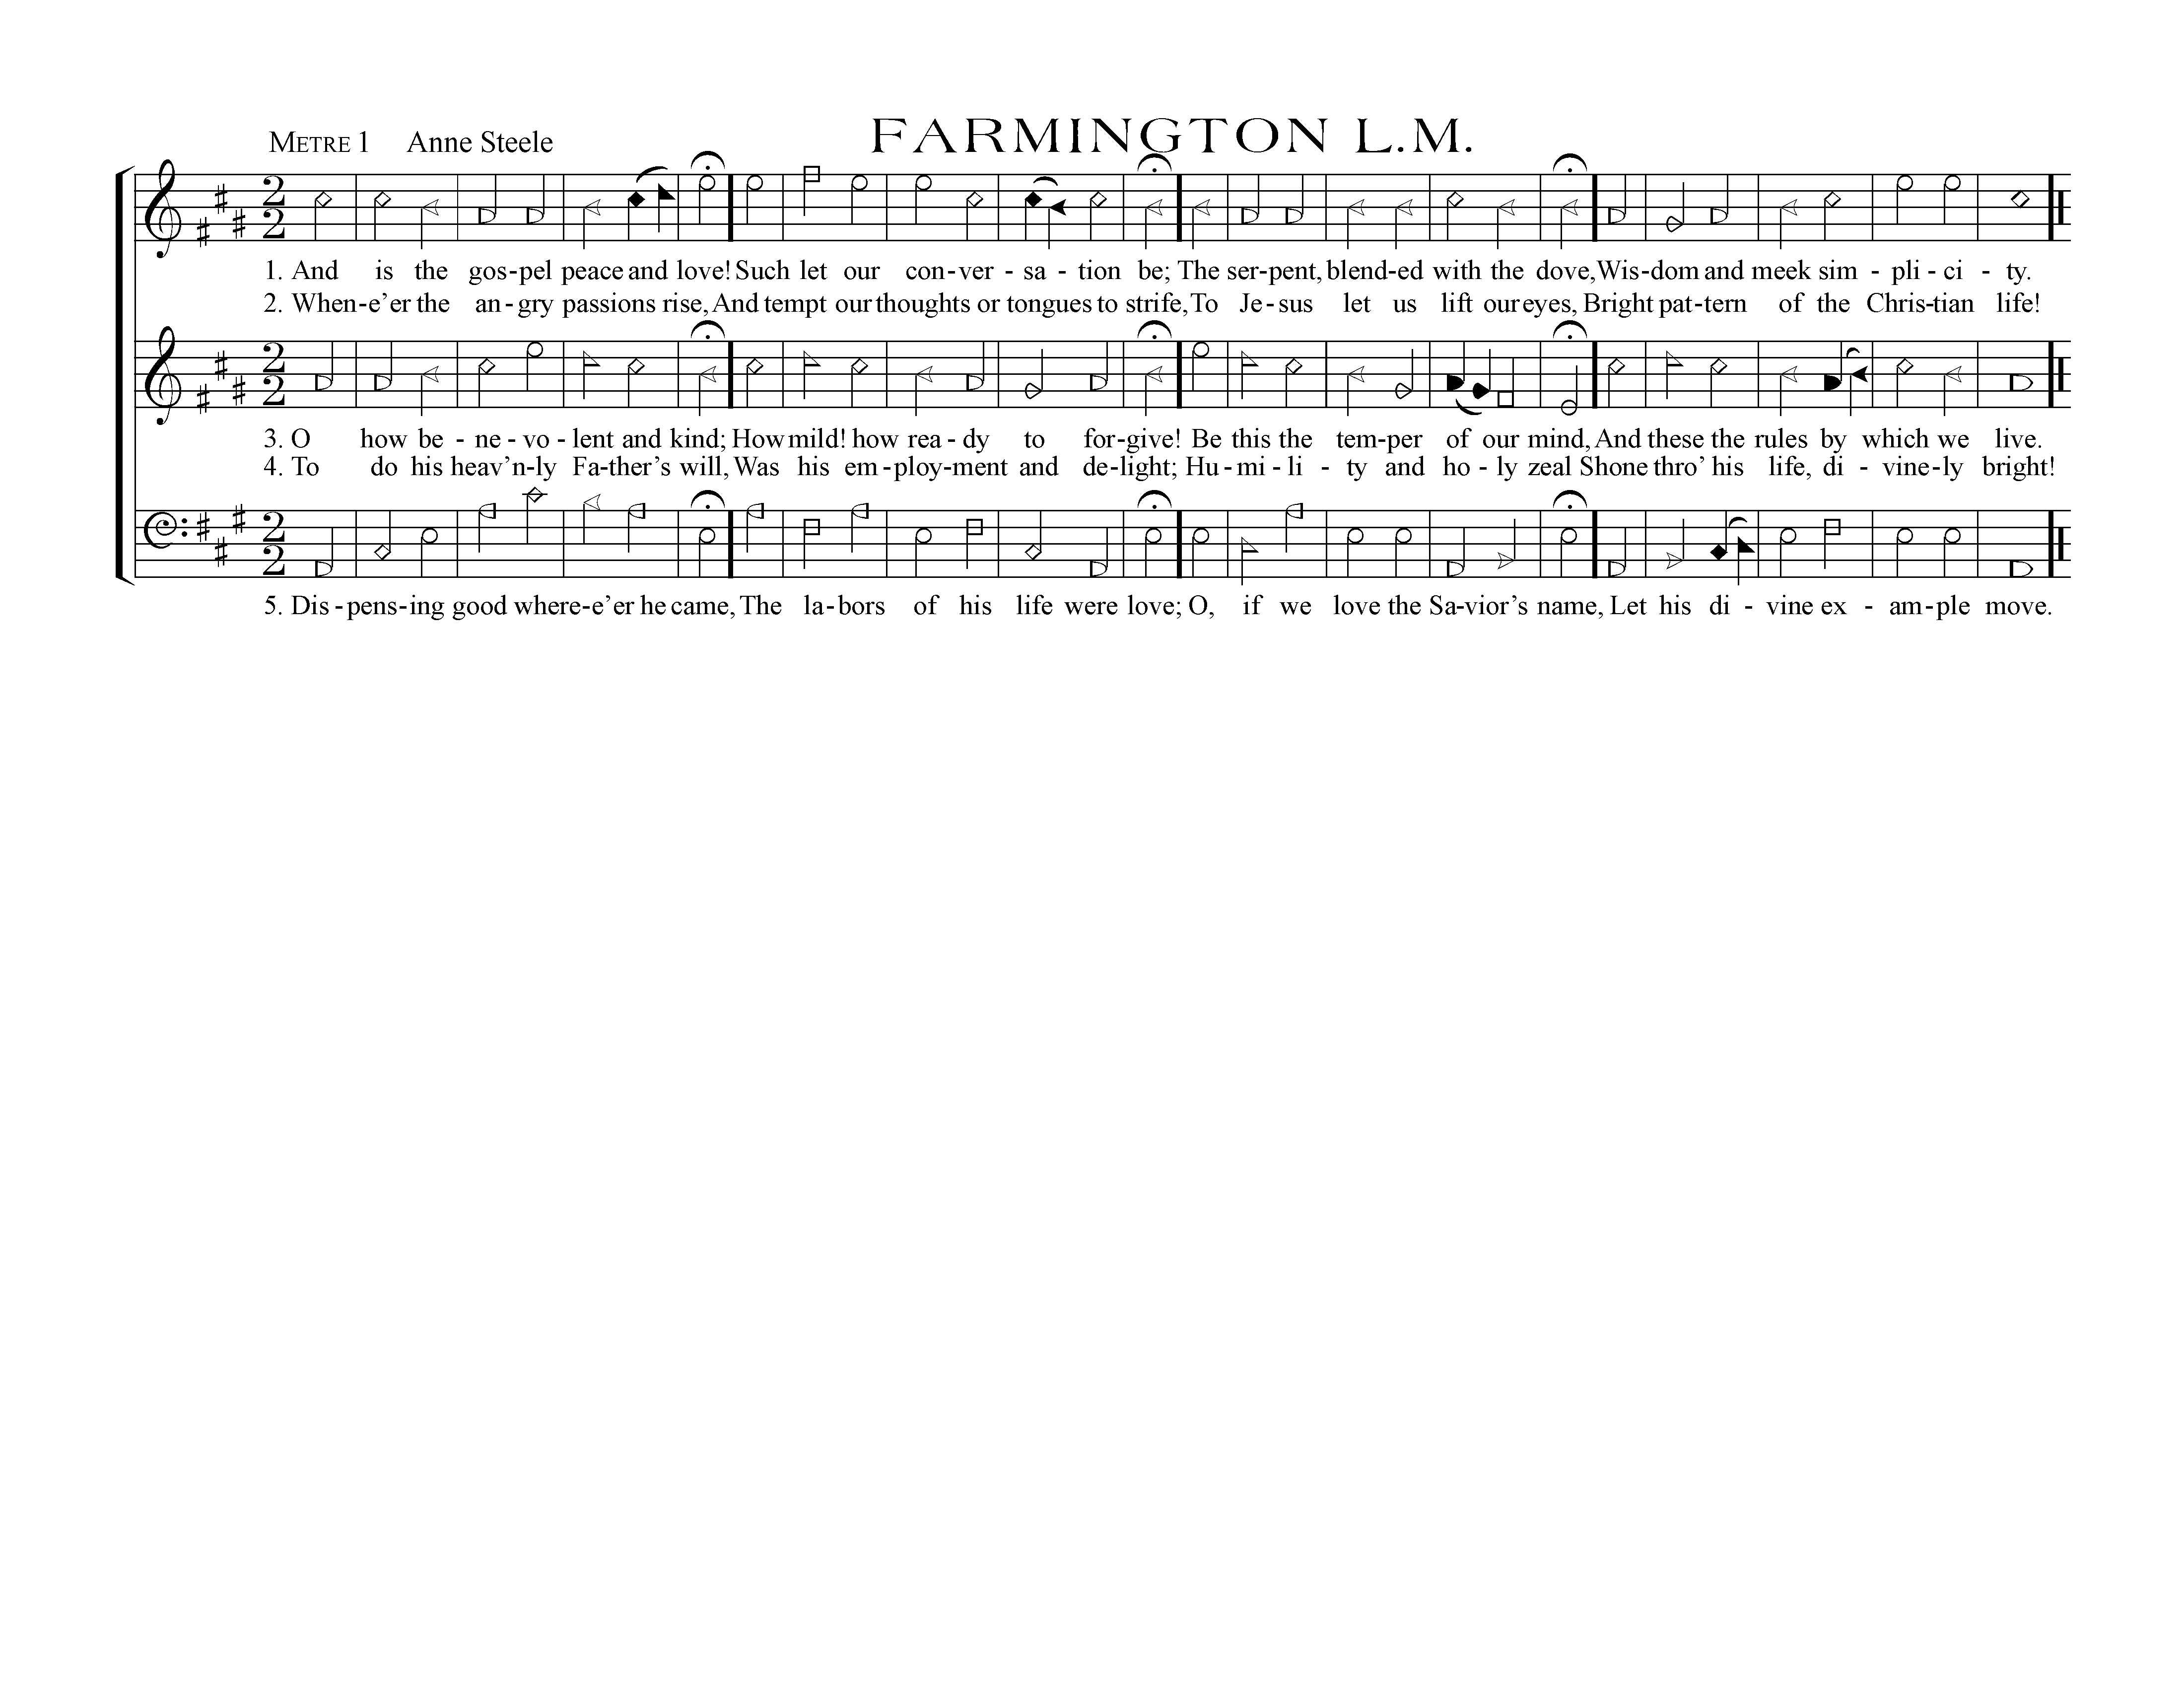 FARMINGTON L.M.
METRE 1 Anne Steele
2 2
1. And is the gos-pel peace and love! Such let our con-ver-sa-tion be; The ser-pent, blend-ed with the dove, Wis-dom and meek sim-pli-ci-ty.
2. When-e'er the an-gry passions rise, And tempt our thoughts or tongues to strife, To Je-sus let us lift our eyes, Bright pat-tern of the Chris-tian life!
2 2
3. O how be-ne-vo-lent and kind; How mild! how rea-dy to for-give! Be this the tem-per of our mind, And these the rules by which we live.
4. To do his heav'n-ly Fa-ther's will, Was his em-ploy-ment and de-light; Hu-mi-li-ty and ho-ly zeal Shone thro' his life, di-vine-ly bright!
2 2
5. Dis-pens-ing good where-e'er he came, The la-bors of his life were love; O, if we love the Sa-vior's name, Let his di-vine ex-am-ple move.